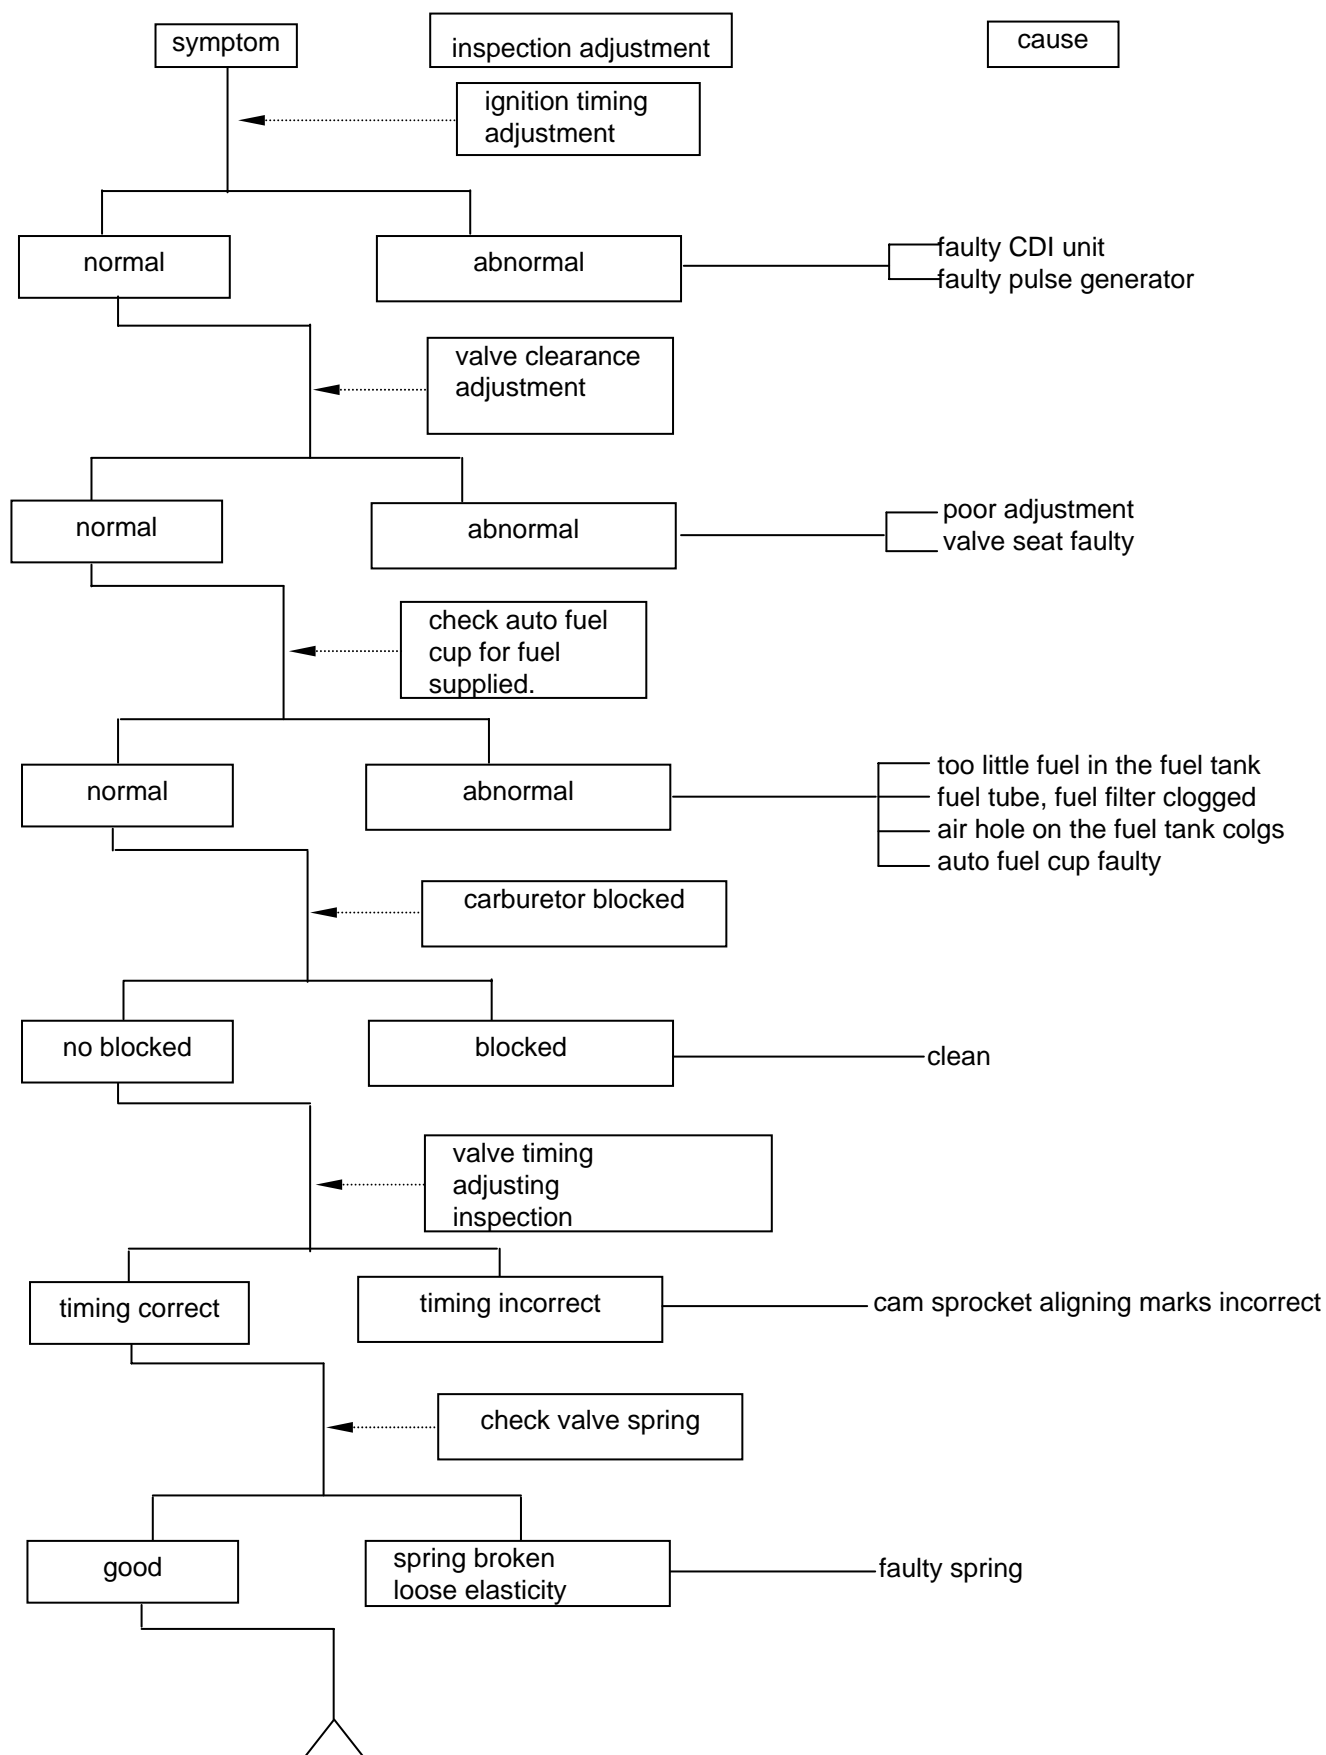 symptom
inspection adjustment
cause
ignition timing
adjustment
normal
abnormal
faulty CDI unit
faulty pulse generator
valve clearance
adjustment
normal
abnormal
poor adjustment
valve seat faulty
check auto fuel
cup for fuel
supplied.
normal
abnormal
too little fuel in the fuel tank
fuel tube, fuel filter clogged
air hole on the fuel tank colgs
auto fuel cup faulty
carburetor blocked
no blocked
blocked
clean
valve timing
adjusting
inspection
timing correct
timing incorrect
cam sprocket aligning marks incorrect
check valve spring
good
spring broken
loose elasticity
faulty spring